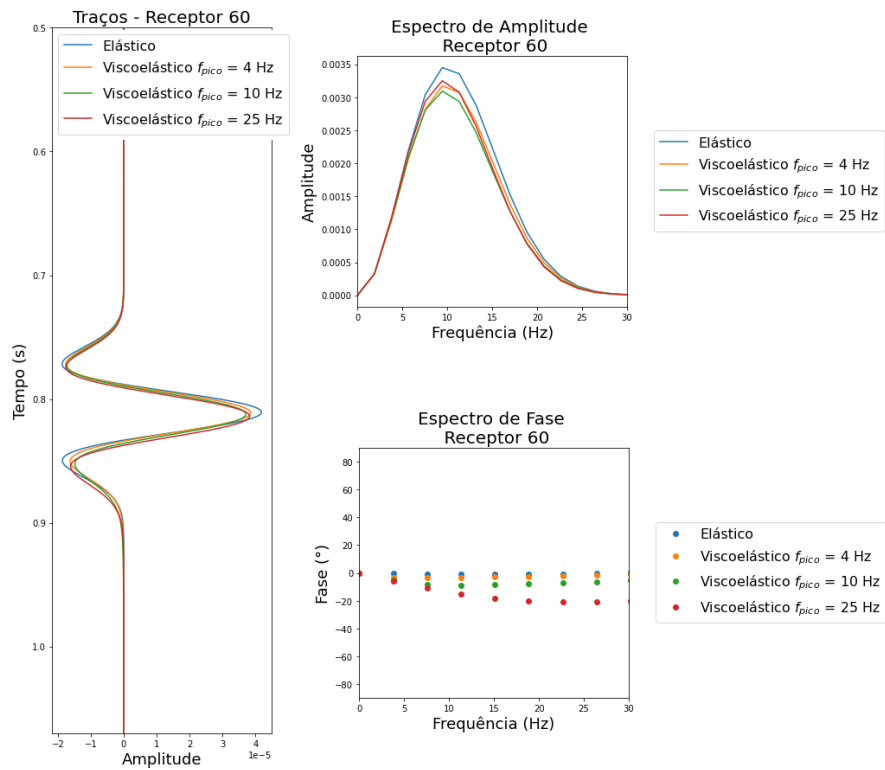 Traços - Receptor 60
0.5
0.6
0.7
0.8
0.9
1.0
Tempo (s)
Elástico
Viscoelástico f_pico = 4 Hz
Viscoelástico f_pico = 10 Hz
Viscoelástico f_pico = 25 Hz
−2 −1 0 1 2 3 4
1e−5
Amplitude
Espectro de Amplitude
Receptor 60
0.0035
0.0030
0.0025
0.0020
0.0015
0.0010
0.0005
0.0000
Amplitude
0 5 10 15 20 25 30
Frequência (Hz)
Elástico
Viscoelástico f_pico = 4 Hz
Viscoelástico f_pico = 10 Hz
Viscoelástico f_pico = 25 Hz
Espectro de Fase
Receptor 60
80
60
40
20
0
−20
−40
−60
−80
Fase (°)
0 5 10 15 20 25 30
Frequência (Hz)
Elástico
Viscoelástico f_pico = 4 Hz
Viscoelástico f_pico = 10 Hz
Viscoelástico f_pico = 25 Hz